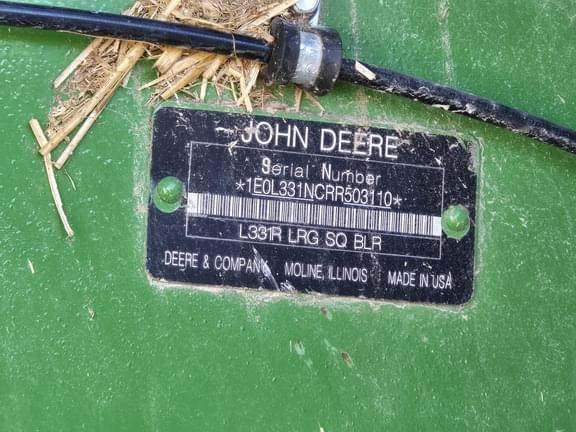 JOHN DEERE
Serial Number
*1E0L331NCRR503110*
L331R LRG SQ BLR
DEERE & COMPANY MOLINE, ILLINOIS MADE IN USA